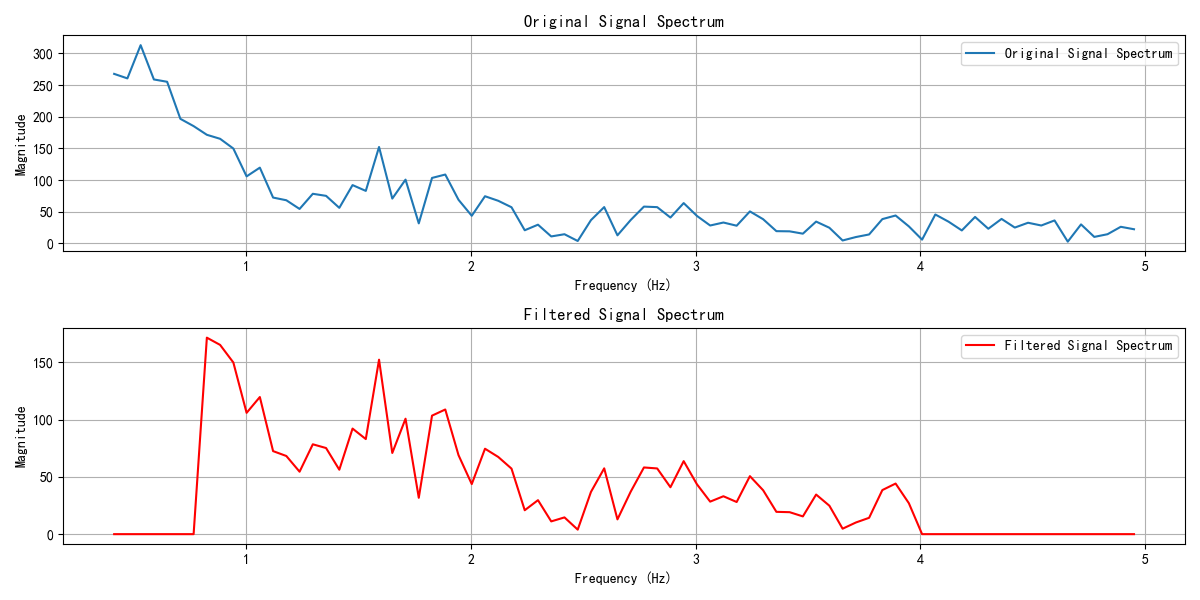 Original Signal Spectrum
Original Signal Spectrum
300
250
200
150
100
50
0
Magnitude
1 2 3 4 5
Frequency (Hz)
Filtered Signal Spectrum
Filtered Signal Spectrum
150
100
50
0
Magnitude
1 2 3 4 5
Frequency (Hz)